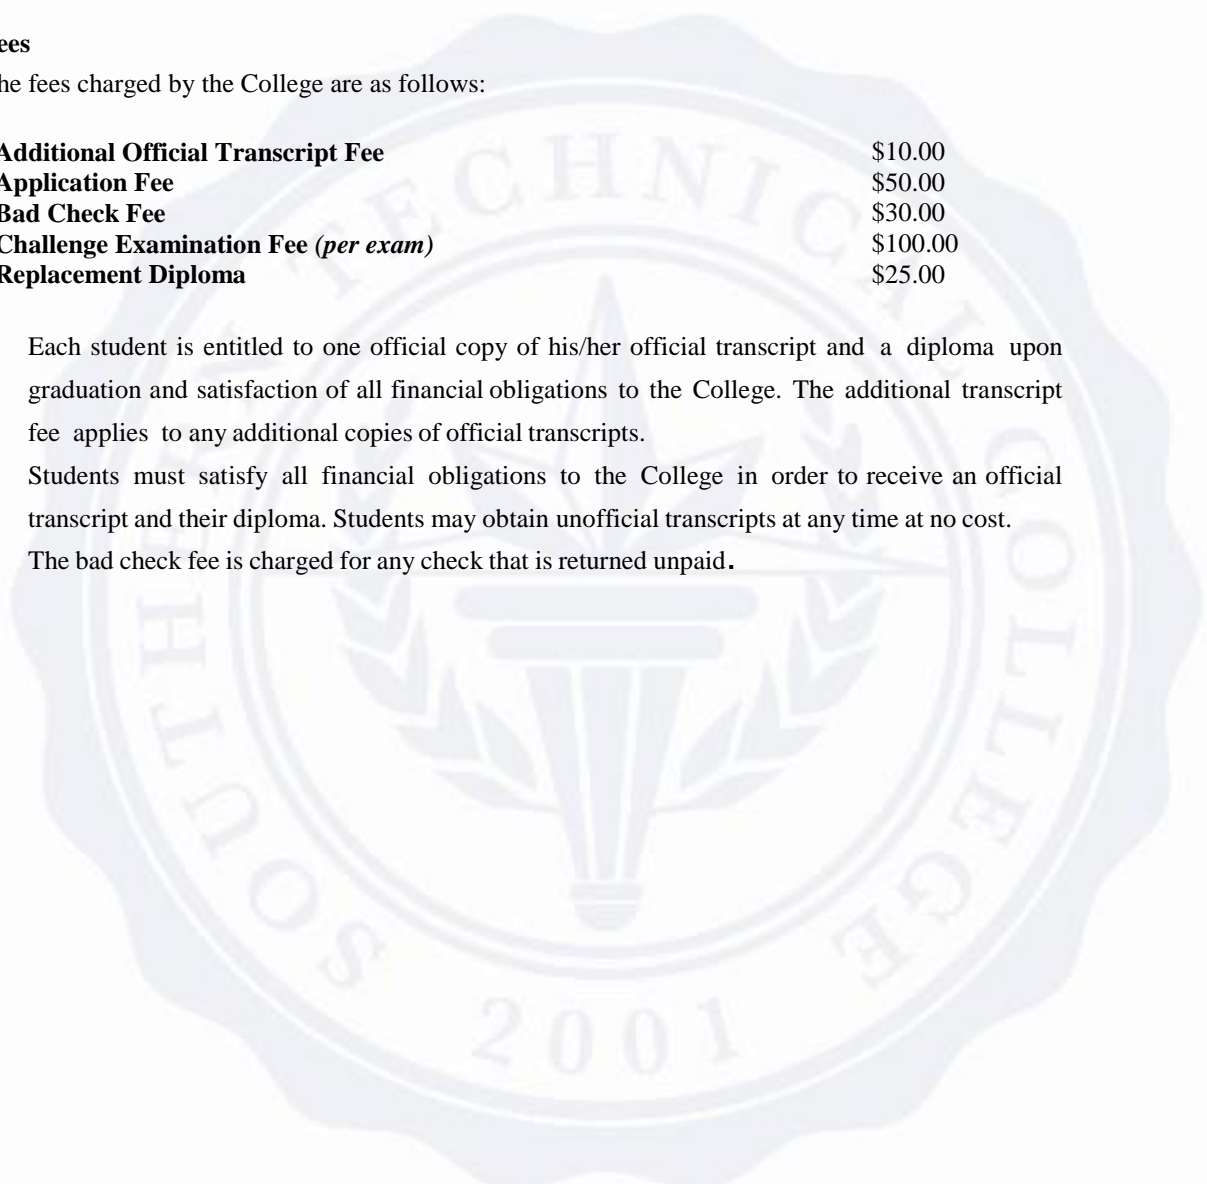 ees
he fees charged by the College are as follows:
Additional Official Transcript Fee $10.00
Application Fee $50.00
Bad Check Fee $30.00
Challenge Examination Fee (per exam) $100.00
Replacement Diploma $25.00
Each student is entitled to one official copy of his/her official transcript and a diploma upon
graduation and satisfaction of all financial obligations to the College. The additional transcript
fee applies to any additional copies of official transcripts.
Students must satisfy all financial obligations to the College in order to receive an official
transcript and their diploma. Students may obtain unofficial transcripts at any time at no cost.
The bad check fee is charged for any check that is returned unpaid.
SOUTHERN TECHNICAL COLLEGE
2001